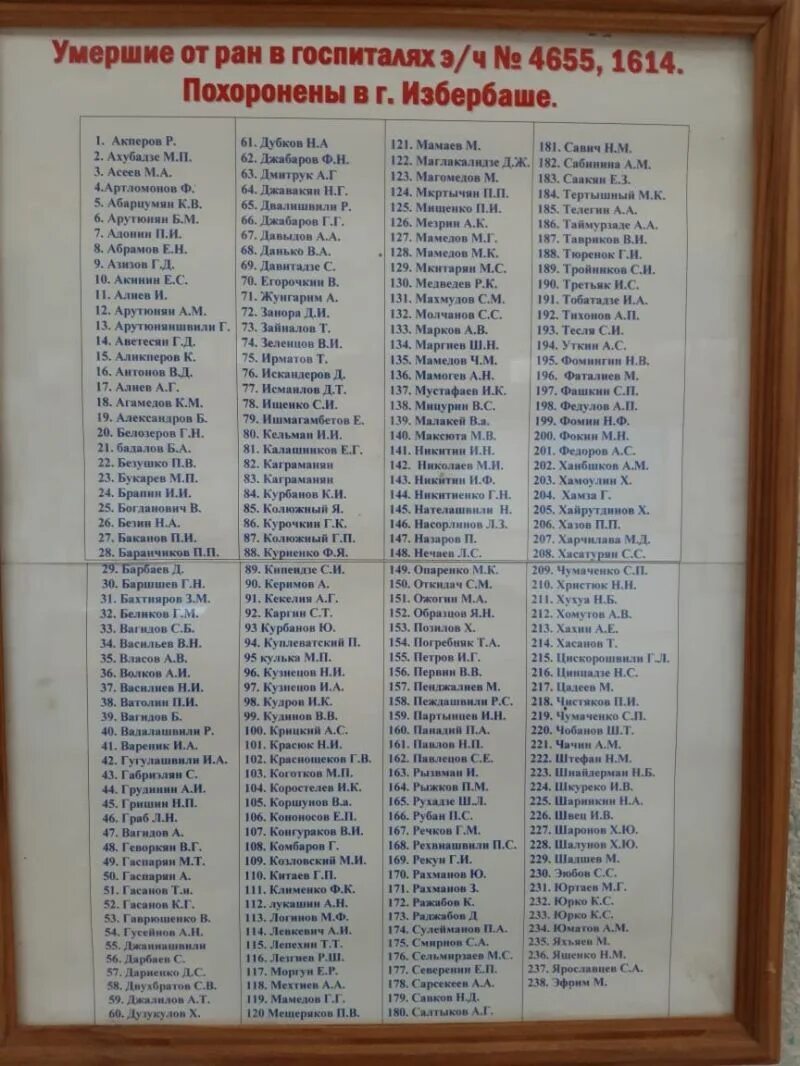 Умершие от ран в госпиталях э/ч № 4655, 1614.
Похоронены в г. Избербаше.
1. Акперов Р.
2. Ахубадзе М.П.
3. Асеев М.А.
4.Артломонов Ф.
5. Абарцумян К.В.
6. Арутюнян Б.М.
7. Адонин П.И.
8. Абрамов Е.Н.
9. Азизов Г.Д.
10. Акинин Е.С.
11. Алиев И.
12. Арутюнян А.М.
13. Арутюняншвили Г.
14. Аветесян Г.Д.
15. Аликперов К.
16. Антонов В.Д.
17. Алиев А.Г.
18. Агамедов К.М.
19. Александров Б.
20. Белозеров Г.Н.
21. бадалов Б.А.
22. Безушко П.В.
23. Букарев М.П.
24. Брапин И.И.
25. Богданович В.
26. Безин Н.А.
27. Баканов П.И.
28. Баранчиков П.П.
29. Барбаев Д.
30. Баршшев Г.Н.
31. Бахтияров З.М.
32. Беликов Г.М.
33. Вагидов С.Б.
34. Васильев В.Н.
35. Власов А.В.
36. Волков А.И.
37. Василиев Н.И.
38. Ватолин П.И.
39. Вагидов Б.
40. Вадалашвили Р.
41. Вареник И.А.
42. Гугулашвили И.А.
43. Габриэлян С.
44. Грудинин А.И
45. Гришин Н.П.
46. Граб Л.Н.
47. Вагидов А.
48. Геворкян В.Г.
49. Гаспарян М.Т.
50. Гаспарян А.
51. Гасанов Т.и.
52. Гасанов К.Г.
53. Гаврюшенко В.
54. Гусейнов А.Н.
55. Джаниашвили
56. Дарбаев С.
57. Дариенко Д.С.
58. Двухбратов С.В.
59. Джалилов А.Т.
60. Дузукулов Х.
61. Дубков Н.А
62. Джабаров Ф.Н.
63. Дмитрук А.Г
64. Джавакян Н.Г.
65. Двалишвили Р.
66. Джабаров Г.Г.
67. Давыдов А.А.
68. Данько В.А.
69. Давитадзе С.
70. Егорочкин В.
71. Жунгарим А.
72. Занора Д.И.
73. Зайналов Т.
74. Зеленцов В.И.
75. Ирматов Т.
76. Искандеров Д.
77. Исмаилов Д.Т.
78. Ищенко С.И.
79. Ишмагамбетов Е.
80. Кельман И.И.
81. Калашников Е.Г.
82. Каграманян
83. Каграманян
84. Курбанов К.И.
85. Колюжный Я.
86. Курочкин Г.К.
87. Колюжный Г.П.
88. Куриенко Ф.Я.
89. Кипендзе С.И.
90. Керимов А.
91. Кекелия А.Г.
92. Каргин С.Т.
93 Курбанов Ю.
94. Куплеватский П.
95 кулька М.П.
96. Кузнецов Н.И.
97. Кузнецов И.А.
98. Кудров И.К.
99. Кудинов В.В.
100. Крицкий А.С.
101. Красюк Н.И.
102. Краснощеков Г.В.
103. Коготков М.П.
104. Коростелев И.К.
105. Коршунов В.а.
106. Кононосов Е.П.
107. Конгураков В.И.
108. Комбаров Г.
109. Козловский М.И.
110. Китаев Г.П.
111. Клименко Ф.К.
112. лукашин А.Н.
113. Логинов М.Ф.
114. Левкевич А.И.
115. Лепехин Т.Т.
116. Лезгиев Р.Ш.
117. Моргун Е.Р.
118. Мехтиев А.А.
119. Мамедов Г.Г.
120 Мещеряков П.В.
121. Мамаев М.
122. Маглакалидзе Д.Ж.
123. Магомедов М.
124. Мкртычян П.П.
125. Мищенко П.И.
126. Мезрин А.К.
127. Мамедов М.Г.
128. Мамедов М.К.
129. Мкитарян М.С.
130. Медведев Р.К.
131. Махмудов С.М.
132. Молчанов С.С.
133. Марков А.В.
134. Маргиев Ш.Н.
135. Мамедов Ч.М.
136. Мамогев А.Н.
137. Мустафаев И.К.
138. Мицурин В.С.
139. Малакей В.а.
140. Максюта М.В.
141. Никитин И.Н.
142. Николаев М.И.
143. Никитин И.Ф.
144. Никитиенко Г.Н.
145. Нателашвили Н.
146. Насорлинов Л.З.
147. Назаров П.
148. Нечаев Л.С.
149. Опаренко М.К.
150. Откидач С.М.
151. Ожогин М.А.
152. Образцов Я.Н.
153. Позилов Х.
154. Погребняк Т.А.
155. Петров И.Г.
156. Первин В.В.
157. Пенджалиев М.
158. Пеждашвили Р.С.
159. Партынцев И.Н.
160. Панадий П.А.
161. Павлов Н.П.
162. Павлецов С.Е.
163. Рызвман И.
164. Рыжков П.М.
165. Рухадзе Ш.Л.
166. Рубан П.С.
167. Речков Г.М.
168. Рехвиашвили П.С.
169. Рекун Г.И.
170. Рахманов Ю.
171. Рахманов З.
172. Ражабов К.
173. Раджабов Д
174. Сулейманов П.А.
175. Смирнов С.А.
176. Сельмирзаев М.С.
177. Северенин Е.П.
178. Сарсекеев А.А.
179. Савков Н.Д.
180. Салтыков А.Г.
181. Савич Н.М.
182. Сабинина А.М.
183. Саакян Е.З.
184. Тертышный М.К.
185. Телегин А.А.
186. Таймурзаде А.А.
187. Тавриков В.И.
188. Тюренок Г.И.
189. Тройников С.И.
190. Третьяк И.С.
191. Тобатадзе И.А.
192. Тихонов А.П.
193. Тесля С.И.
194. Уткин А.С.
195. Фомингин Н.В.
196. Фаталиев М.
197. Фашкин С.П.
198. Федулов А.П.
199. Фомин Н.Ф.
200. Фокин М.Н.
201. Федоров А.С.
202. Ханбшков А.М.
203. Хамоулин Х.
204. Хамза Г.
205. Хайрутдинов Х.
206. Хазов П.П.
207. Харчилава М.Д.
208. Хасатурян С.С.
209. Чумаченко С.П.
210. Христюк Н.Н.
211. Хухуа Н.Б.
212. Хомутов А.В.
213. Хахин А.Е.
214. Хасанов Т.
215. Цискорошвили Г.Л.
216. Цинцадзе Н.С.
217. Цадеев М.
218. Чистяков П.И.
219. Чумаченко С.П.
220. Чобанов Ш.Т.
221. Чачин А.М.
222. Штефан Н.М.
223. Шнайдерман Н.Б.
224. Шкуреко И.В.
225. Шаринкин Н.А.
226. Швец И.В.
227. Шаронов Х.Ю.
228. Шалунов Х.Ю.
229. Шадшев М.
230. Эюбов С.С.
231. Юртаев М.Г.
232. Юрко К.С.
233. Юрко К.С.
234. Юматов А.М.
235. Яхьяев М.
236. Яшенко Н.М.
237. Ярославцев С.А.
238. Эфрим М.